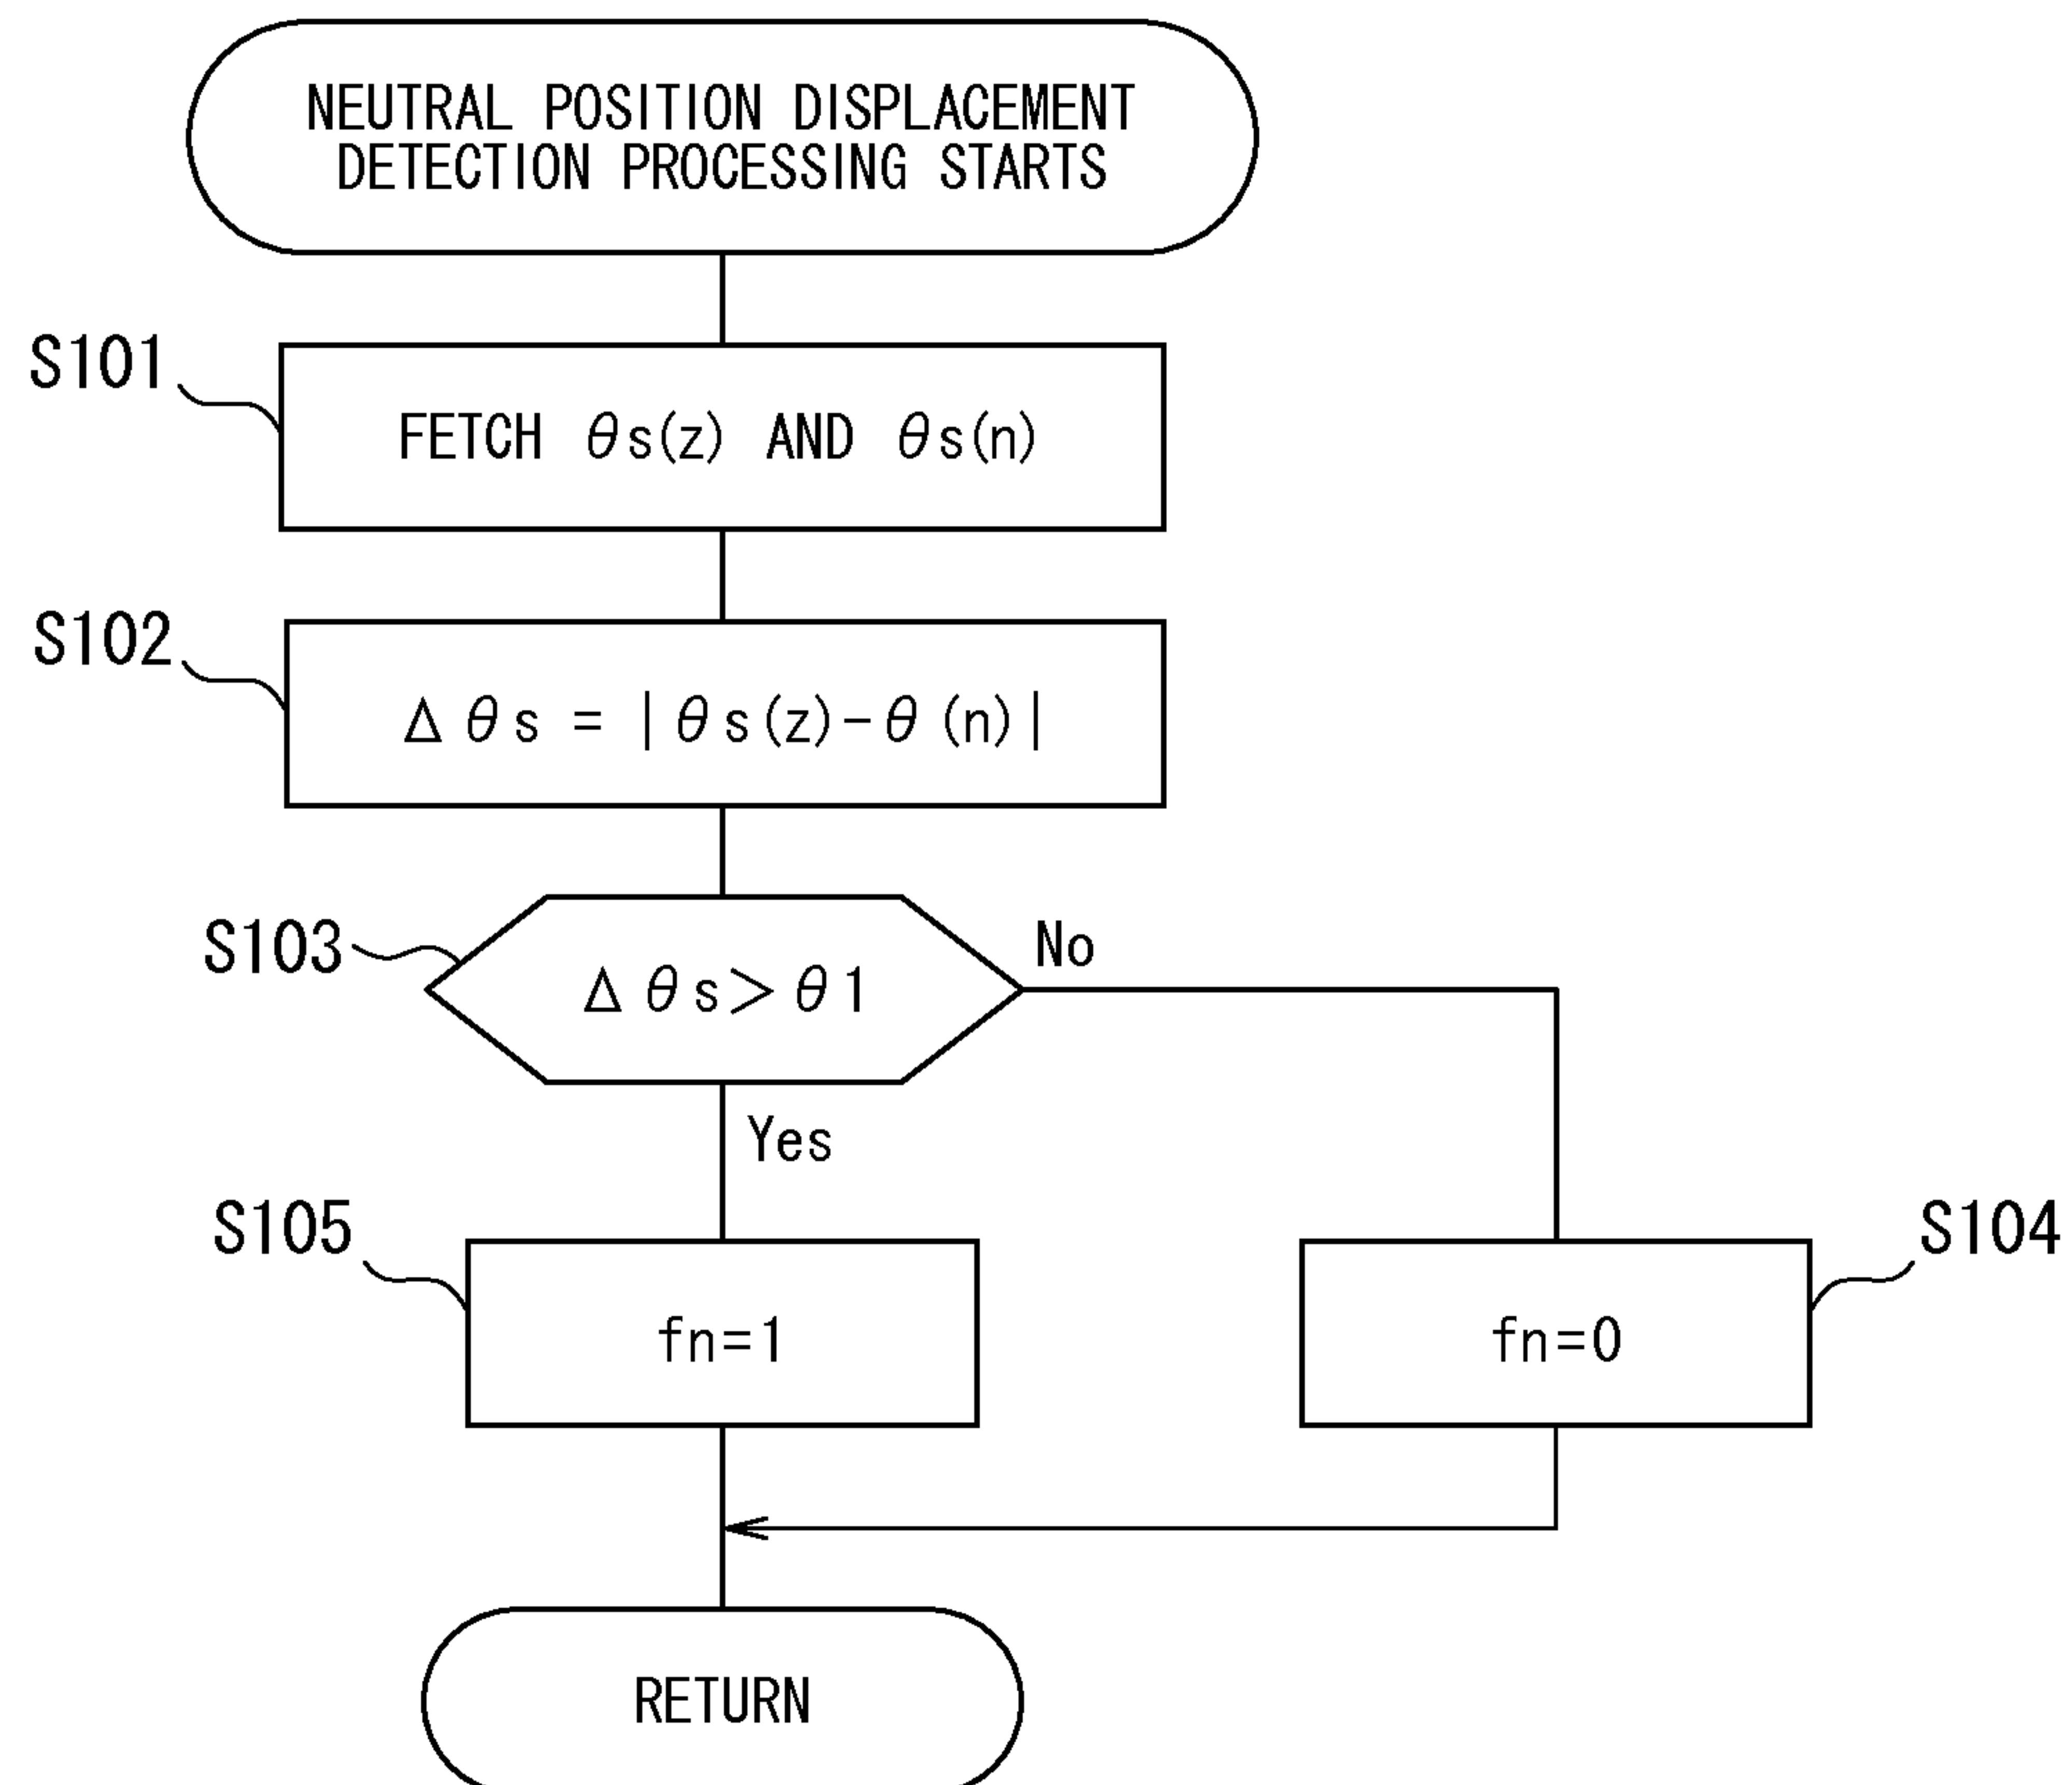 NEUTRAL POSITION DISPLACEMENT
DETECTION PROCESSING STARTS
S101
FETCH θs(z) AND θs(n)
S102
Δθs = |θs(z)-θ(n)|
S103
Δθs>θ1
No
Yes
S105
fn=1
S104
fn=0
RETURN